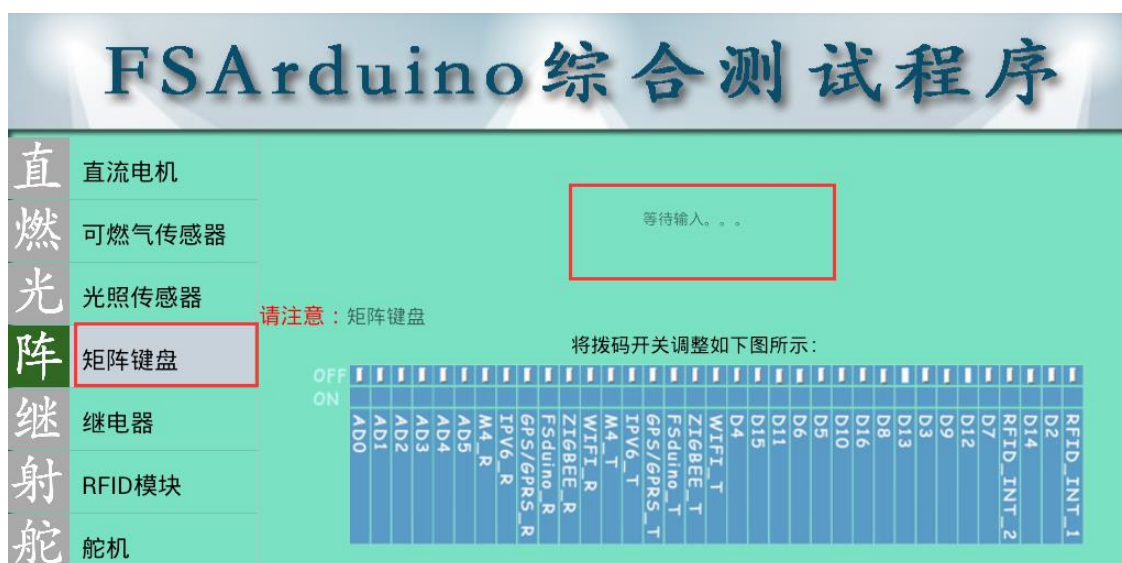 FSArduino综合测试程序
直 直流电机
燃 可燃气传感器
光 光照传感器
阵 矩阵键盘
继 继电器
射 RFID模块
舵 舵机
等待输入。。。
请注意：矩阵键盘
将拨码开关调整如下图所示：
OFF
ON
AD0
AD1
AD2
AD3
AD4
AD5
M4_R
IPV6_R
GPS/GPRS_R
FSduino_R
ZIGBEE_R
WIFI_R
M4_T
IPV6_T
GPS/GPRS_T
FSduino_T
ZIGBEE_T
WIFI_T
D4
D15
D11
D6
D5
D10
D16
D8
D13
D3
D9
D12
D7
RFID_INT_2
D14
D2
RFID_INT_1